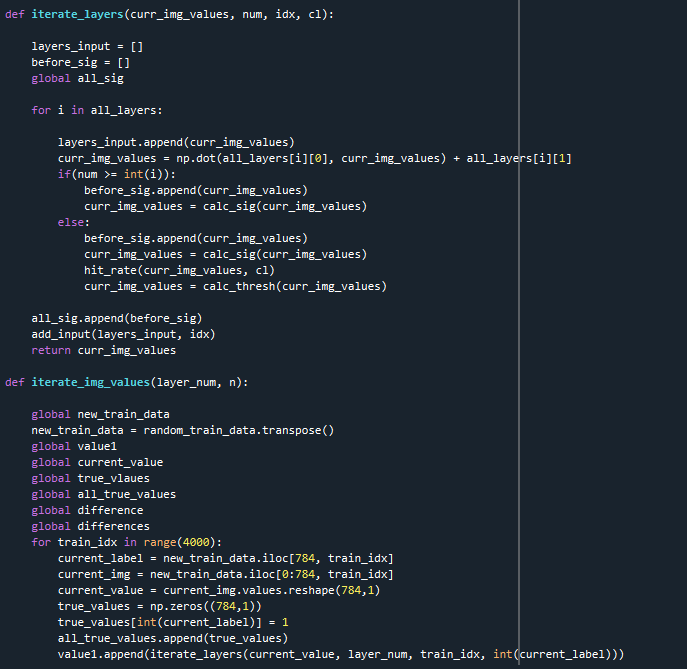 def iterate_layers(curr_img_values, num, idx, cl):
layers_input = []
before_sig = []
global all_sig
for i in all_layers:
layers_input.append(curr_img_values)
curr_img_values = np.dot(all_layers[i][0], curr_img_values) + all_layers[i][1]
if(num >= int(i)):
before_sig.append(curr_img_values)
curr_img_values = calc_sig(curr_img_values)
else:
before_sig.append(curr_img_values)
curr_img_values = calc_sig(curr_img_values)
hit_rate(curr_img_values, cl)
curr_img_values = calc_thresh(curr_img_values)
all_sig.append(before_sig)
add_input(layers_input, idx)
return curr_img_values
def iterate_img_values(layer_num, n):
global new_train_data
new_train_data = random_train_data.transpose()
global value1
global current_value
global true_vlaues
global all_true_values
global difference
global differences
for train_idx in range(4000):
current_label = new_train_data.iloc[784, train_idx]
current_img = new_train_data.iloc[0:784, train_idx]
current_value = current_img.values.reshape(784,1)
true_values = np.zeros((784,1))
true_values[int(current_label)] = 1
all_true_values.append(true_values)
value1.append(iterate_layers(current_value, layer_num, train_idx, int(current_label)))